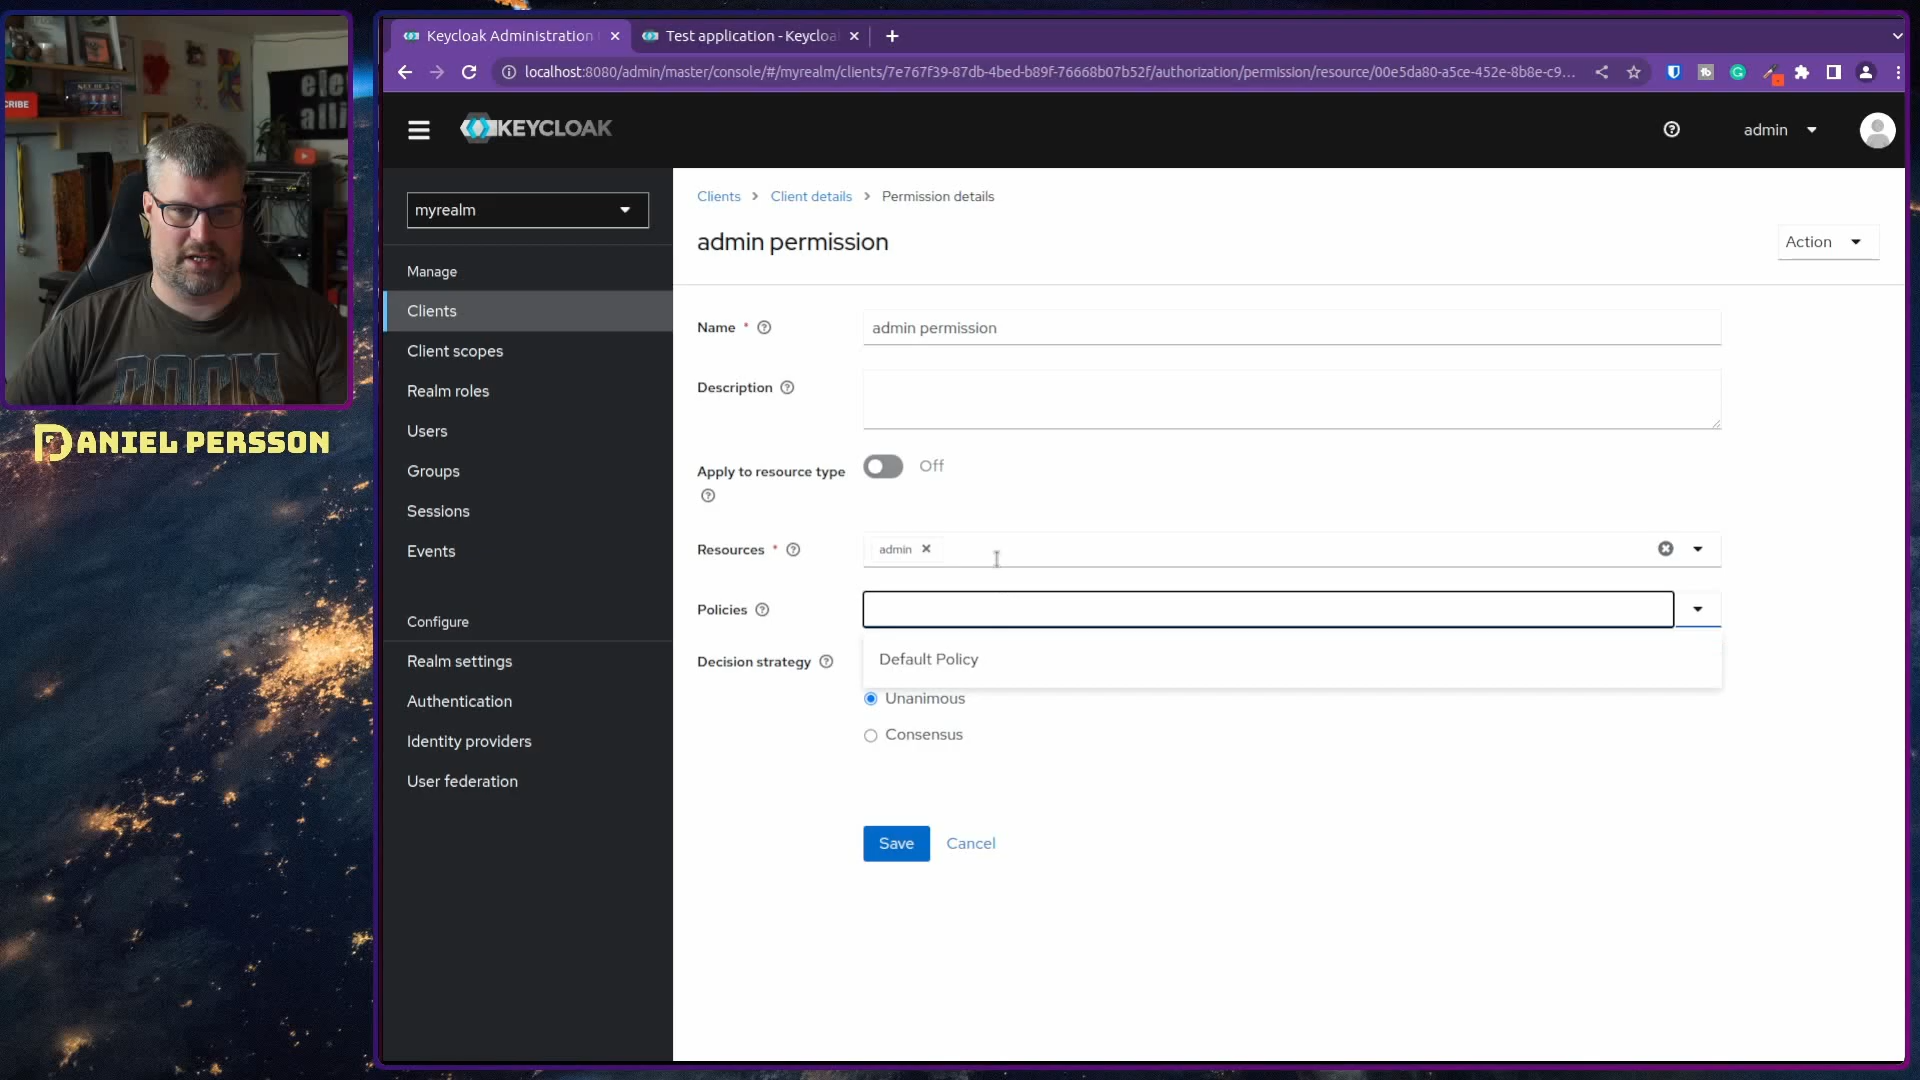 CRIBE
ele
alli
DOOM
DANIEL PERSSON
Keycloak Administration
Test application - Keycloa
localhost:8080/admin/master/console/#/myrealm/clients/7e767f39-87db-4bed-b89f-76668b07b52f/authorization/permission/resource/00e5da80-a5ce-452e-8b8e-c9...
KEYCLOAK
admin
myrealm
Manage
Clients
Client scopes
Realm roles
Users
Groups
Sessions
Events
Configure
Realm settings
Authentication
Identity providers
User federation
Clients
Client details
Permission details
admin permission
Action
Name *
admin permission
Description
Apply to resource type
Off
Resources *
admin
Policies
Default Policy
Decision strategy
Unanimous
Consensus
Save
Cancel